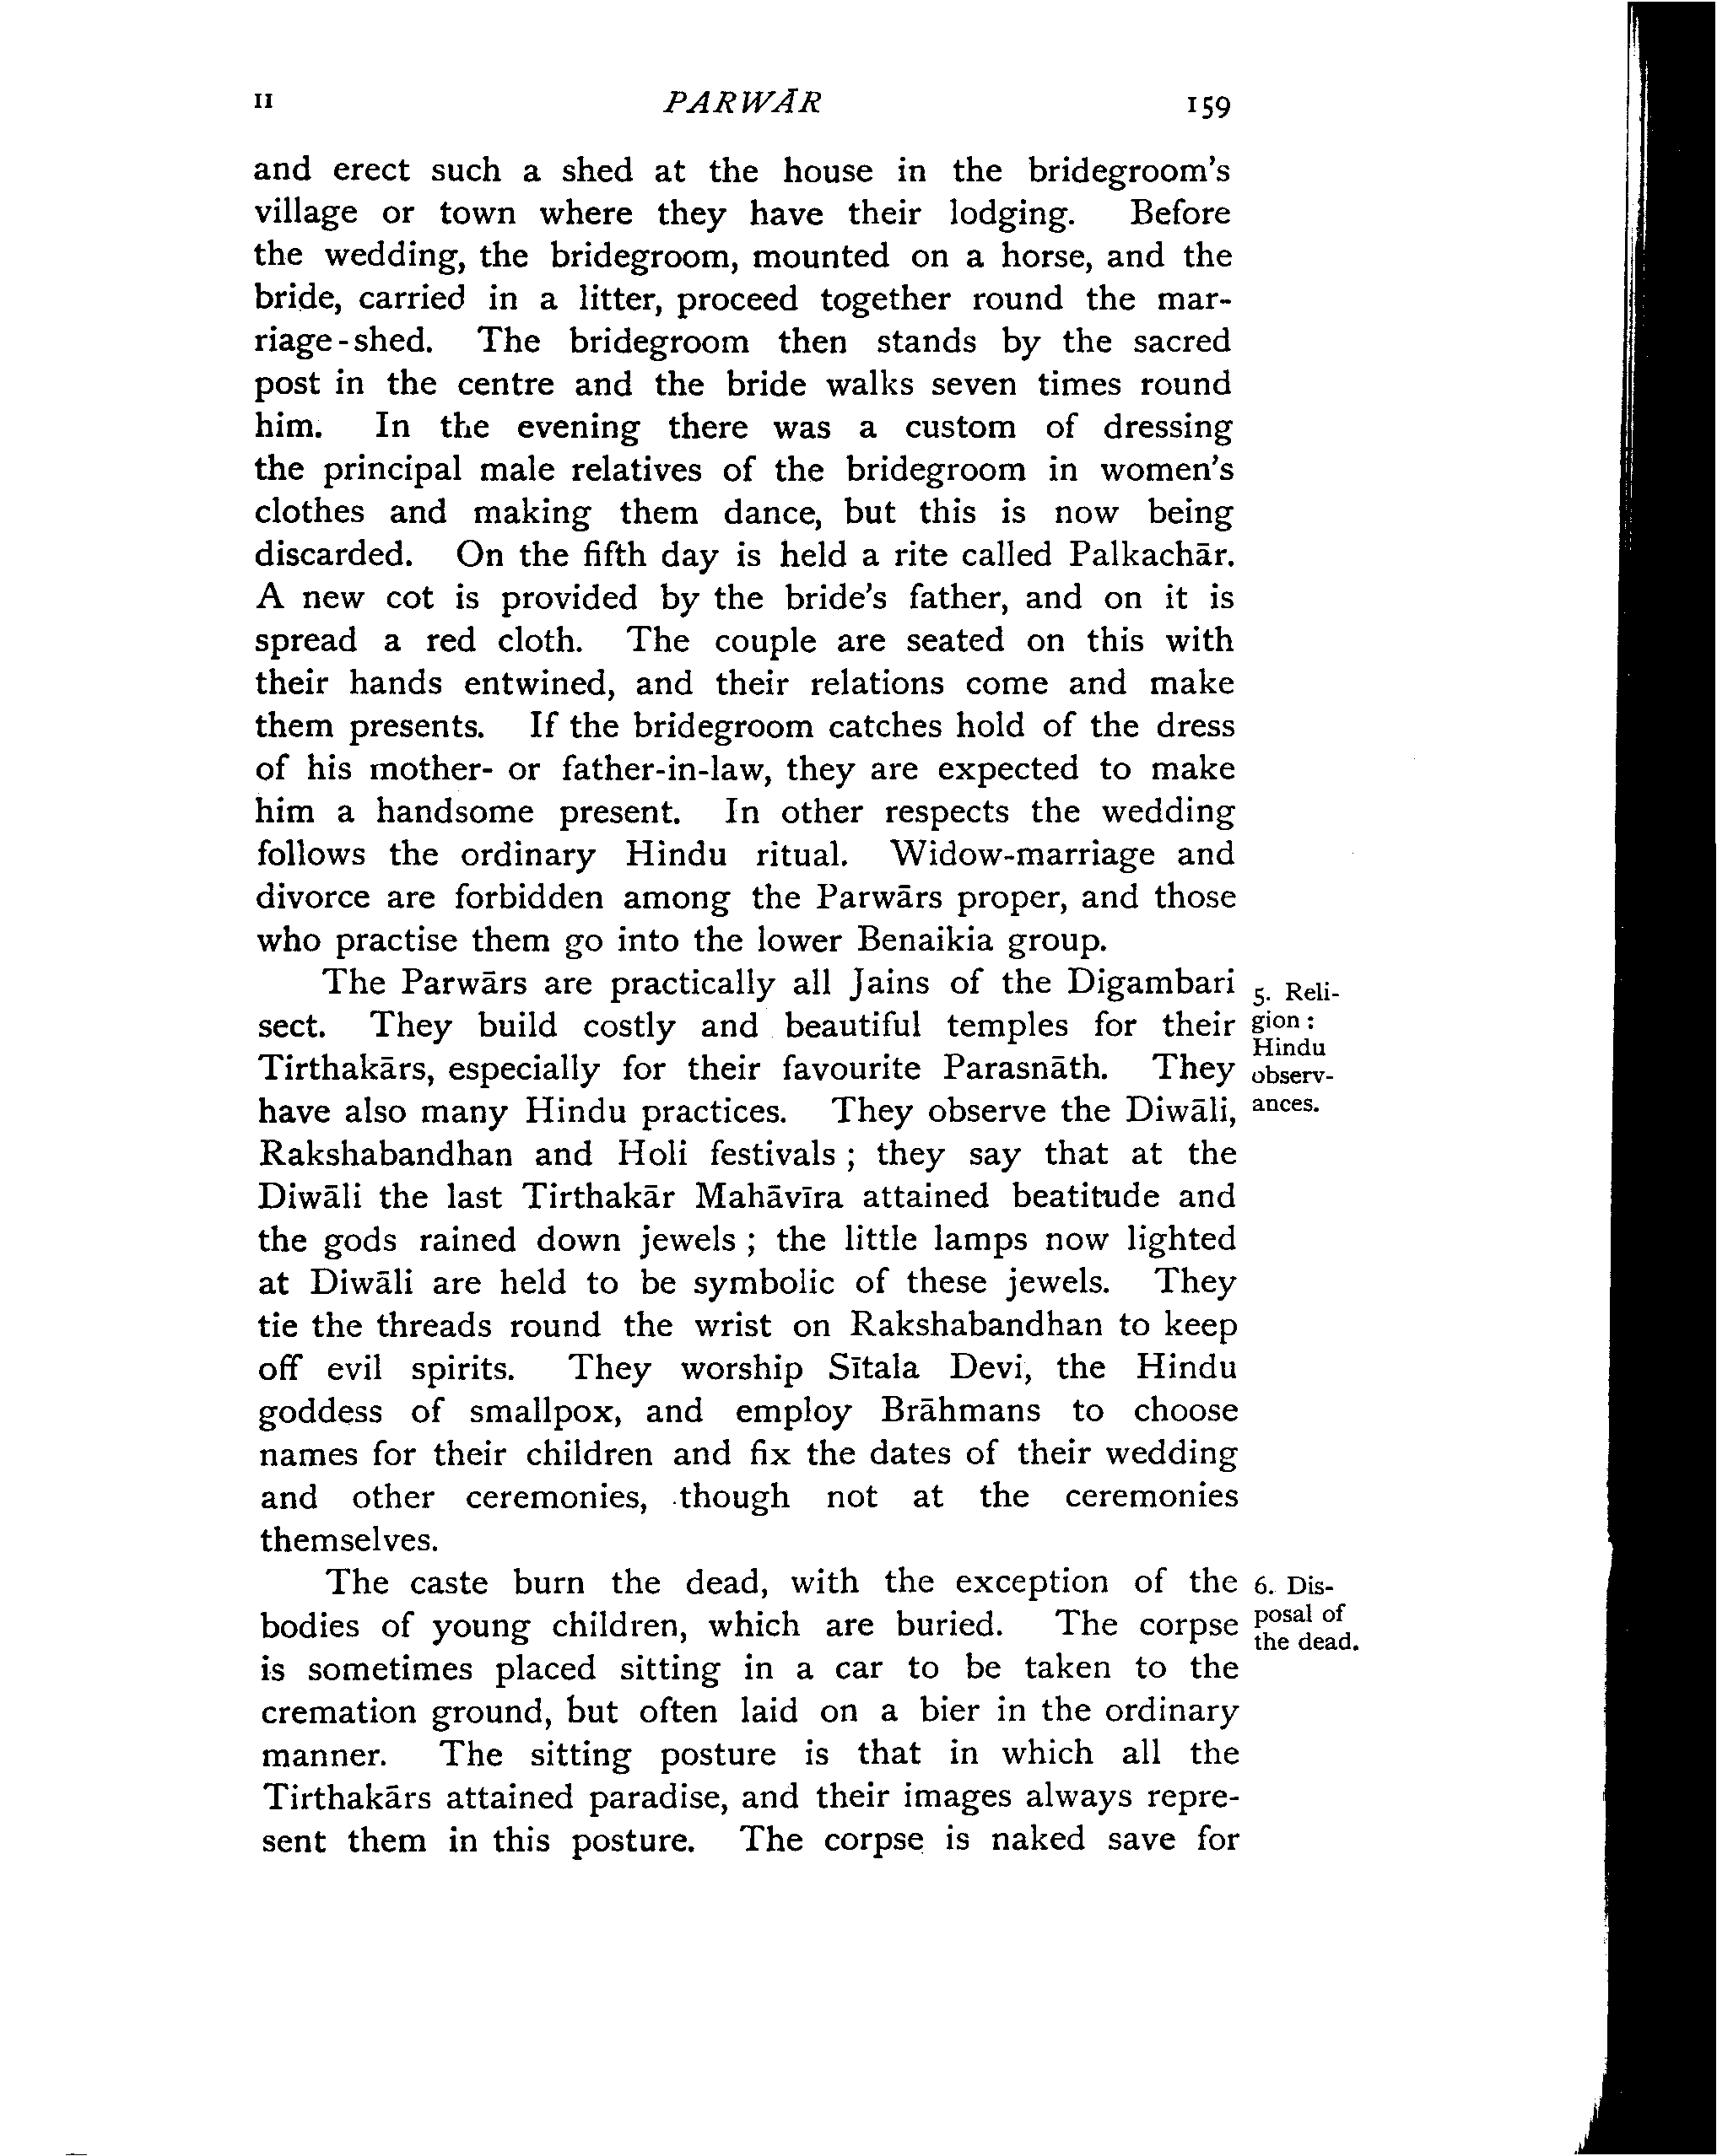 II PARWĀR 159
and erect such a shed at the house in the bridegroom's
village or town where they have their lodging. Before
the wedding, the bridegroom, mounted on a horse, and the
bride, carried in a litter, proceed together round the mar-
riage-shed. The bridegroom then stands by the sacred
post in the centre and the bride walks seven times round
him. In the evening there was a custom of dressing
the principal male relatives of the bridegroom in women's
clothes and making them dance, but this is now being
discarded. On the fifth day is held a rite called Palkachār.
A new cot is provided by the bride's father, and on it is
spread a red cloth. The couple are seated on this with
their hands entwined, and their relations come and make
them presents. If the bridegroom catches hold of the dress
of his mother- or father-in-law, they are expected to make
him a handsome present. In other respects the wedding
follows the ordinary Hindu ritual. Widow-marriage and
divorce are forbidden among the Parwārs proper, and those
who practise them go into the lower Benaikia group.
The Parwārs are practically all Jains of the Digambari
sect. They build costly and beautiful temples for their
Tirthakārs, especially for their favourite Parasnāth. They
have also many Hindu practices. They observe the Diwāli,
Rakshabandhan and Holi festivals ; they say that at the
Diwāli the last Tirthakār Mahāvīra attained beatitude and
the gods rained down jewels ; the little lamps now lighted
at Diwāli are held to be symbolic of these jewels. They
tie the threads round the wrist on Rakshabandhan to keep
off evil spirits. They worship Sītala Devi, the Hindu
goddess of smallpox, and employ Brāhmans to choose
names for their children and fix the dates of their wedding
and other ceremonies, though not at the ceremonies
themselves.
5. Reli-
gion :
Hindu
observ-
ances.
The caste burn the dead, with the exception of the
bodies of young children, which are buried. The corpse
is sometimes placed sitting in a car to be taken to the
cremation ground, but often laid on a bier in the ordinary
manner. The sitting posture is that in which all the
Tirthakārs attained paradise, and their images always repre-
sent them in this posture. The corpse is naked save for
6. Dis-
posal of
the dead.